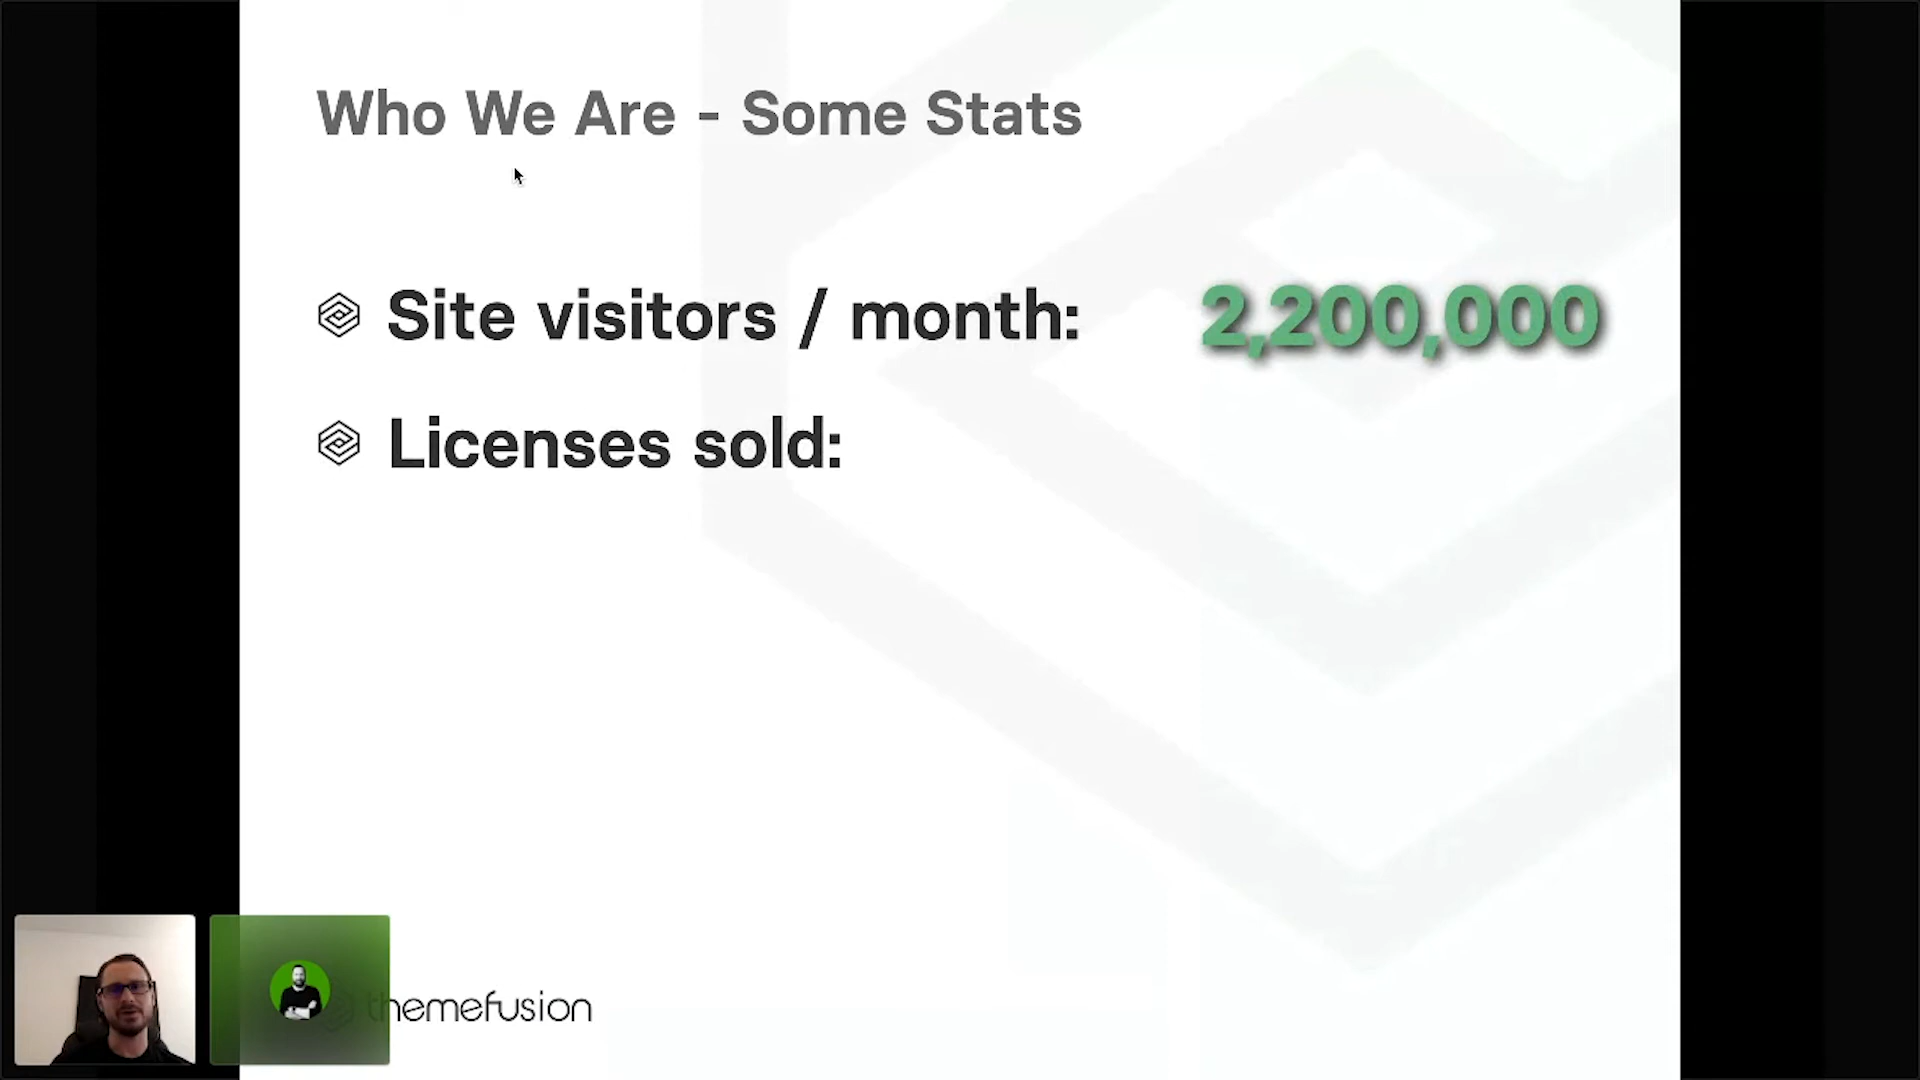 Who We Are - Some Stats
Site visitors / month: 2,200,000
Licenses sold:
themefusion